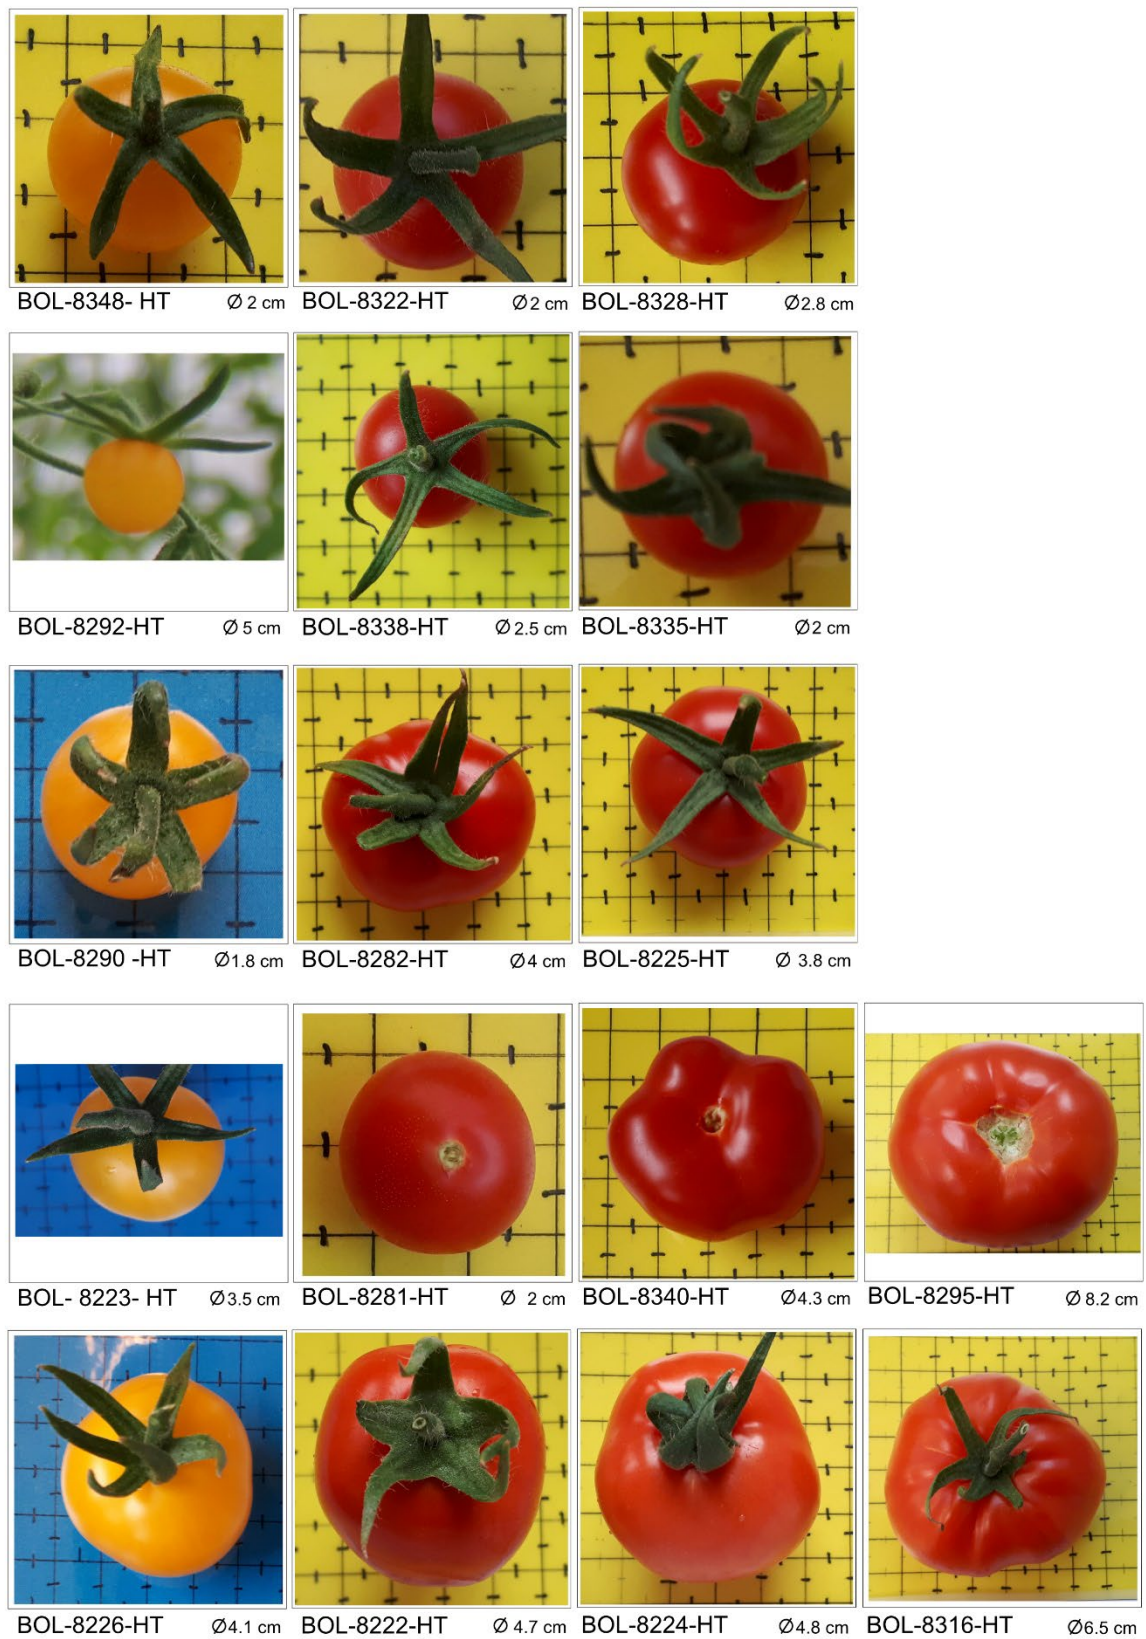 BOL-8348- HT Ø 2 cm BOL-8322-HT Ø2 cm BOL-8328-HT Ø2.8 cm
BOL-8292-HT Ø 5 cm BOL-8338-HT Ø 2.5 cm BOL-8335-HT Ø2 cm
BOL-8290 -HT Ø1.8 cm BOL-8282-HT Ø4 cm BOL-8225-HT Ø 3.8 cm
BOL- 8223- HT Ø3.5 cm BOL-8281-HT Ø 2 cm BOL-8340-HT Ø4.3 cm BOL-8295-HT Ø 8.2 cm
BOL-8226-HT Ø4.1 cm BOL-8222-HT Ø 4.7 cm BOL-8224-HT Ø4.8 cm BOL-8316-HT Ø6.5 cm